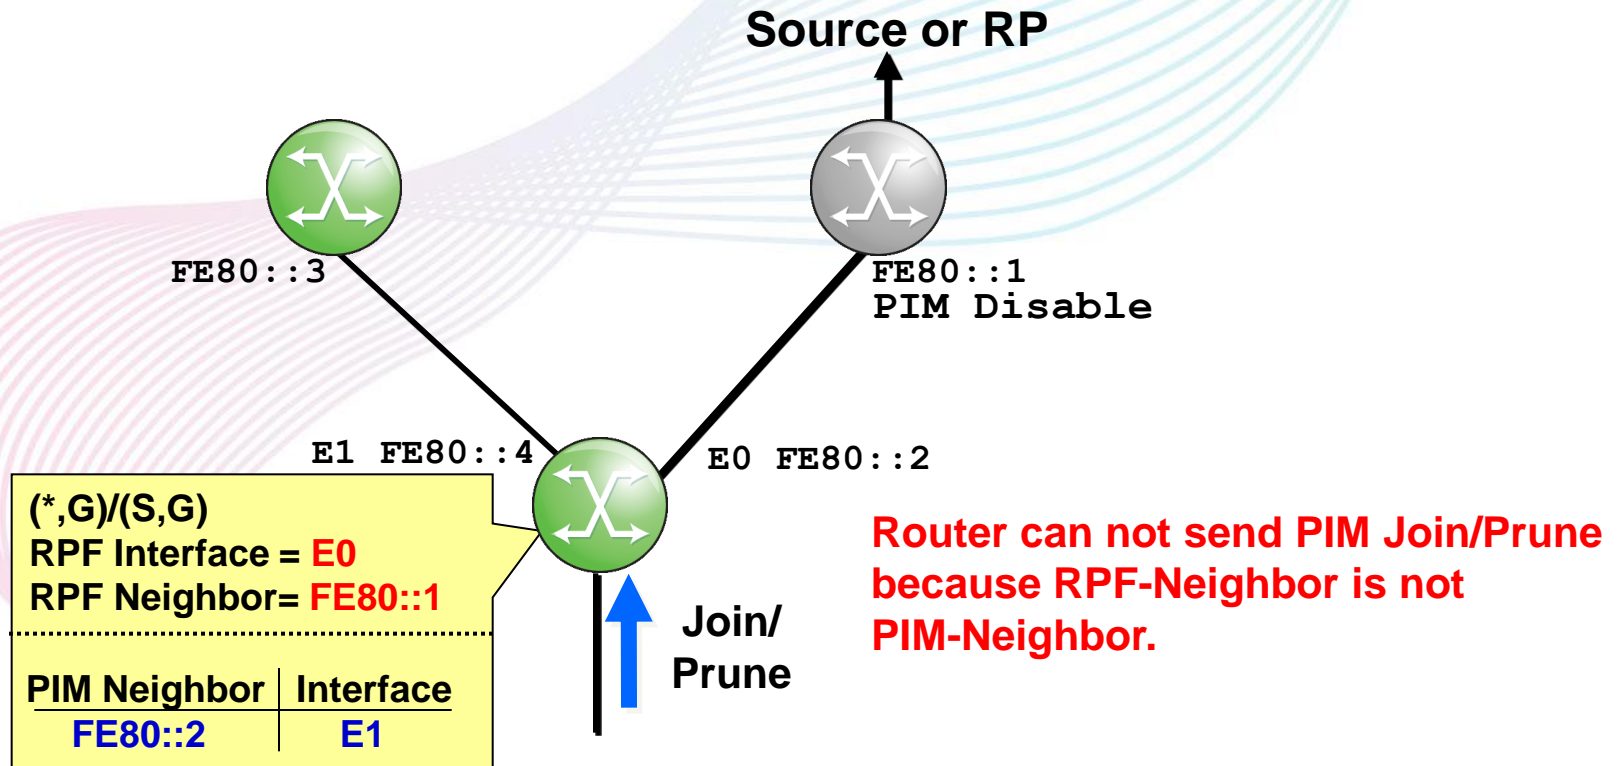 Source or RP
FE80::3
FE80::1
PIM Disable
E1 FE80::4
E0 FE80::2
(*,G)/(S,G)
RPF Interface = E0
RPF Neighbor= FE80::1
PIM Neighbor Interface
FE80::2 E1
Join/
Prune
Router can not send PIM Join/Prune
because RPF-Neighbor is not
PIM-Neighbor.